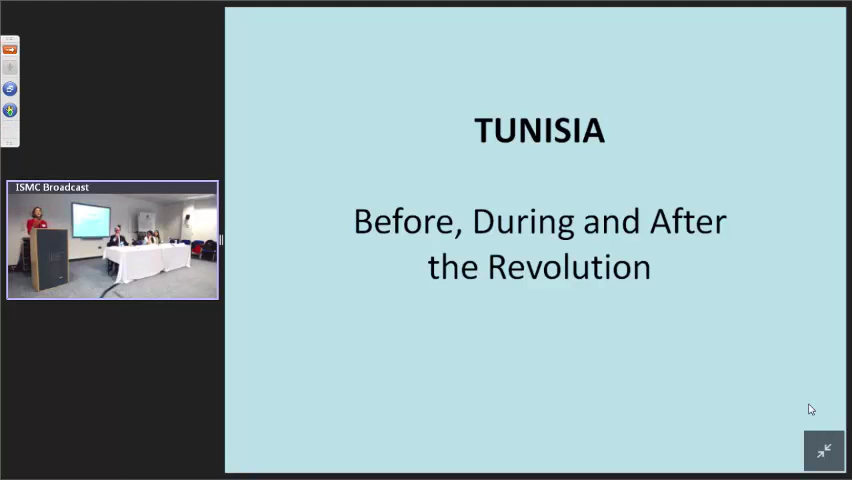 ISMC Broadcast
TUNISIA
Before, During and After
the Revolution